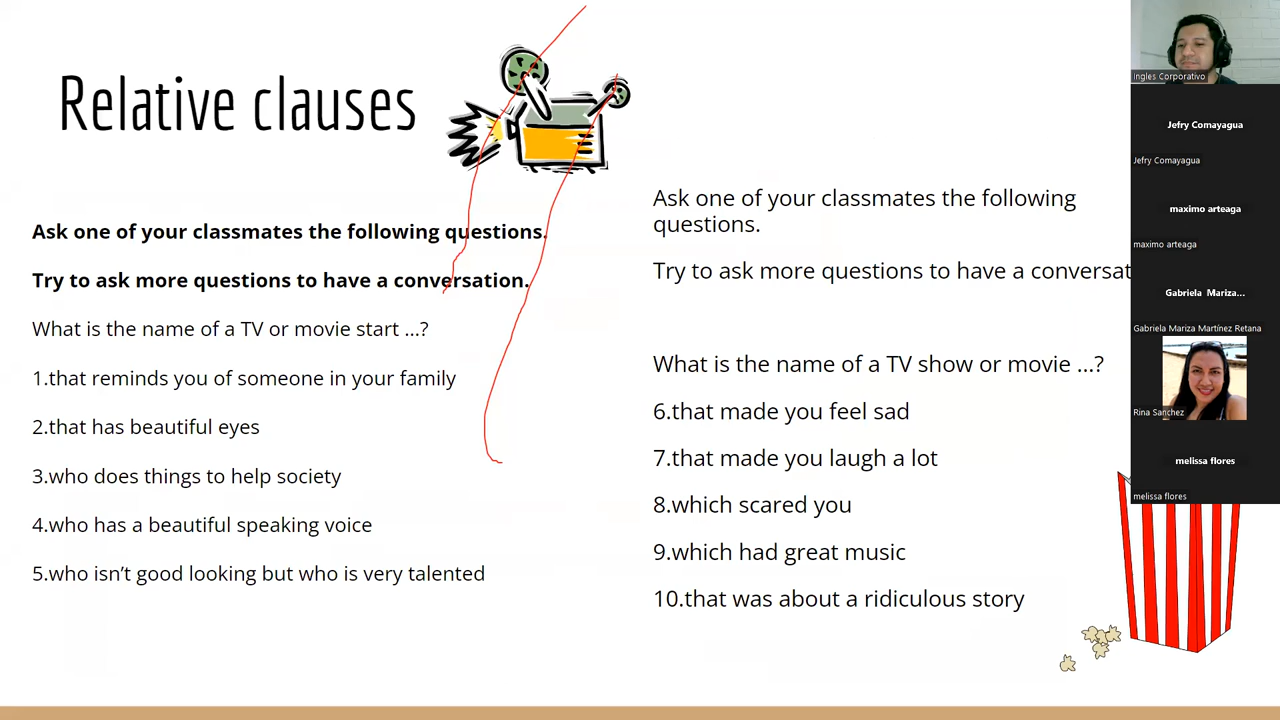 Relative clauses
Ask one of your classmates the following questions.
Try to ask more questions to have a conversation.
What is the name of a TV or movie start ...?
1.that reminds you of someone in your family
2.that has beautiful eyes
3.who does things to help society
4.who has a beautiful speaking voice
5.who isn’t good looking but who is very talented
Ask one of your classmates the following
questions.
Try to ask more questions to have a conversat
What is the name of a TV show or movie ...?
6.that made you feel sad
7.that made you laugh a lot
8.which scared you
9.which had great music
10.that was about a ridiculous story
Ingles Corporativo
Jefry Comayagua
Jefry Comayagua
maximo arteaga
maximo arteaga
Gabriela Mariza...
Gabriela Mariza Martínez Retana
Rina Sanchez
melissa flores
melissa flores